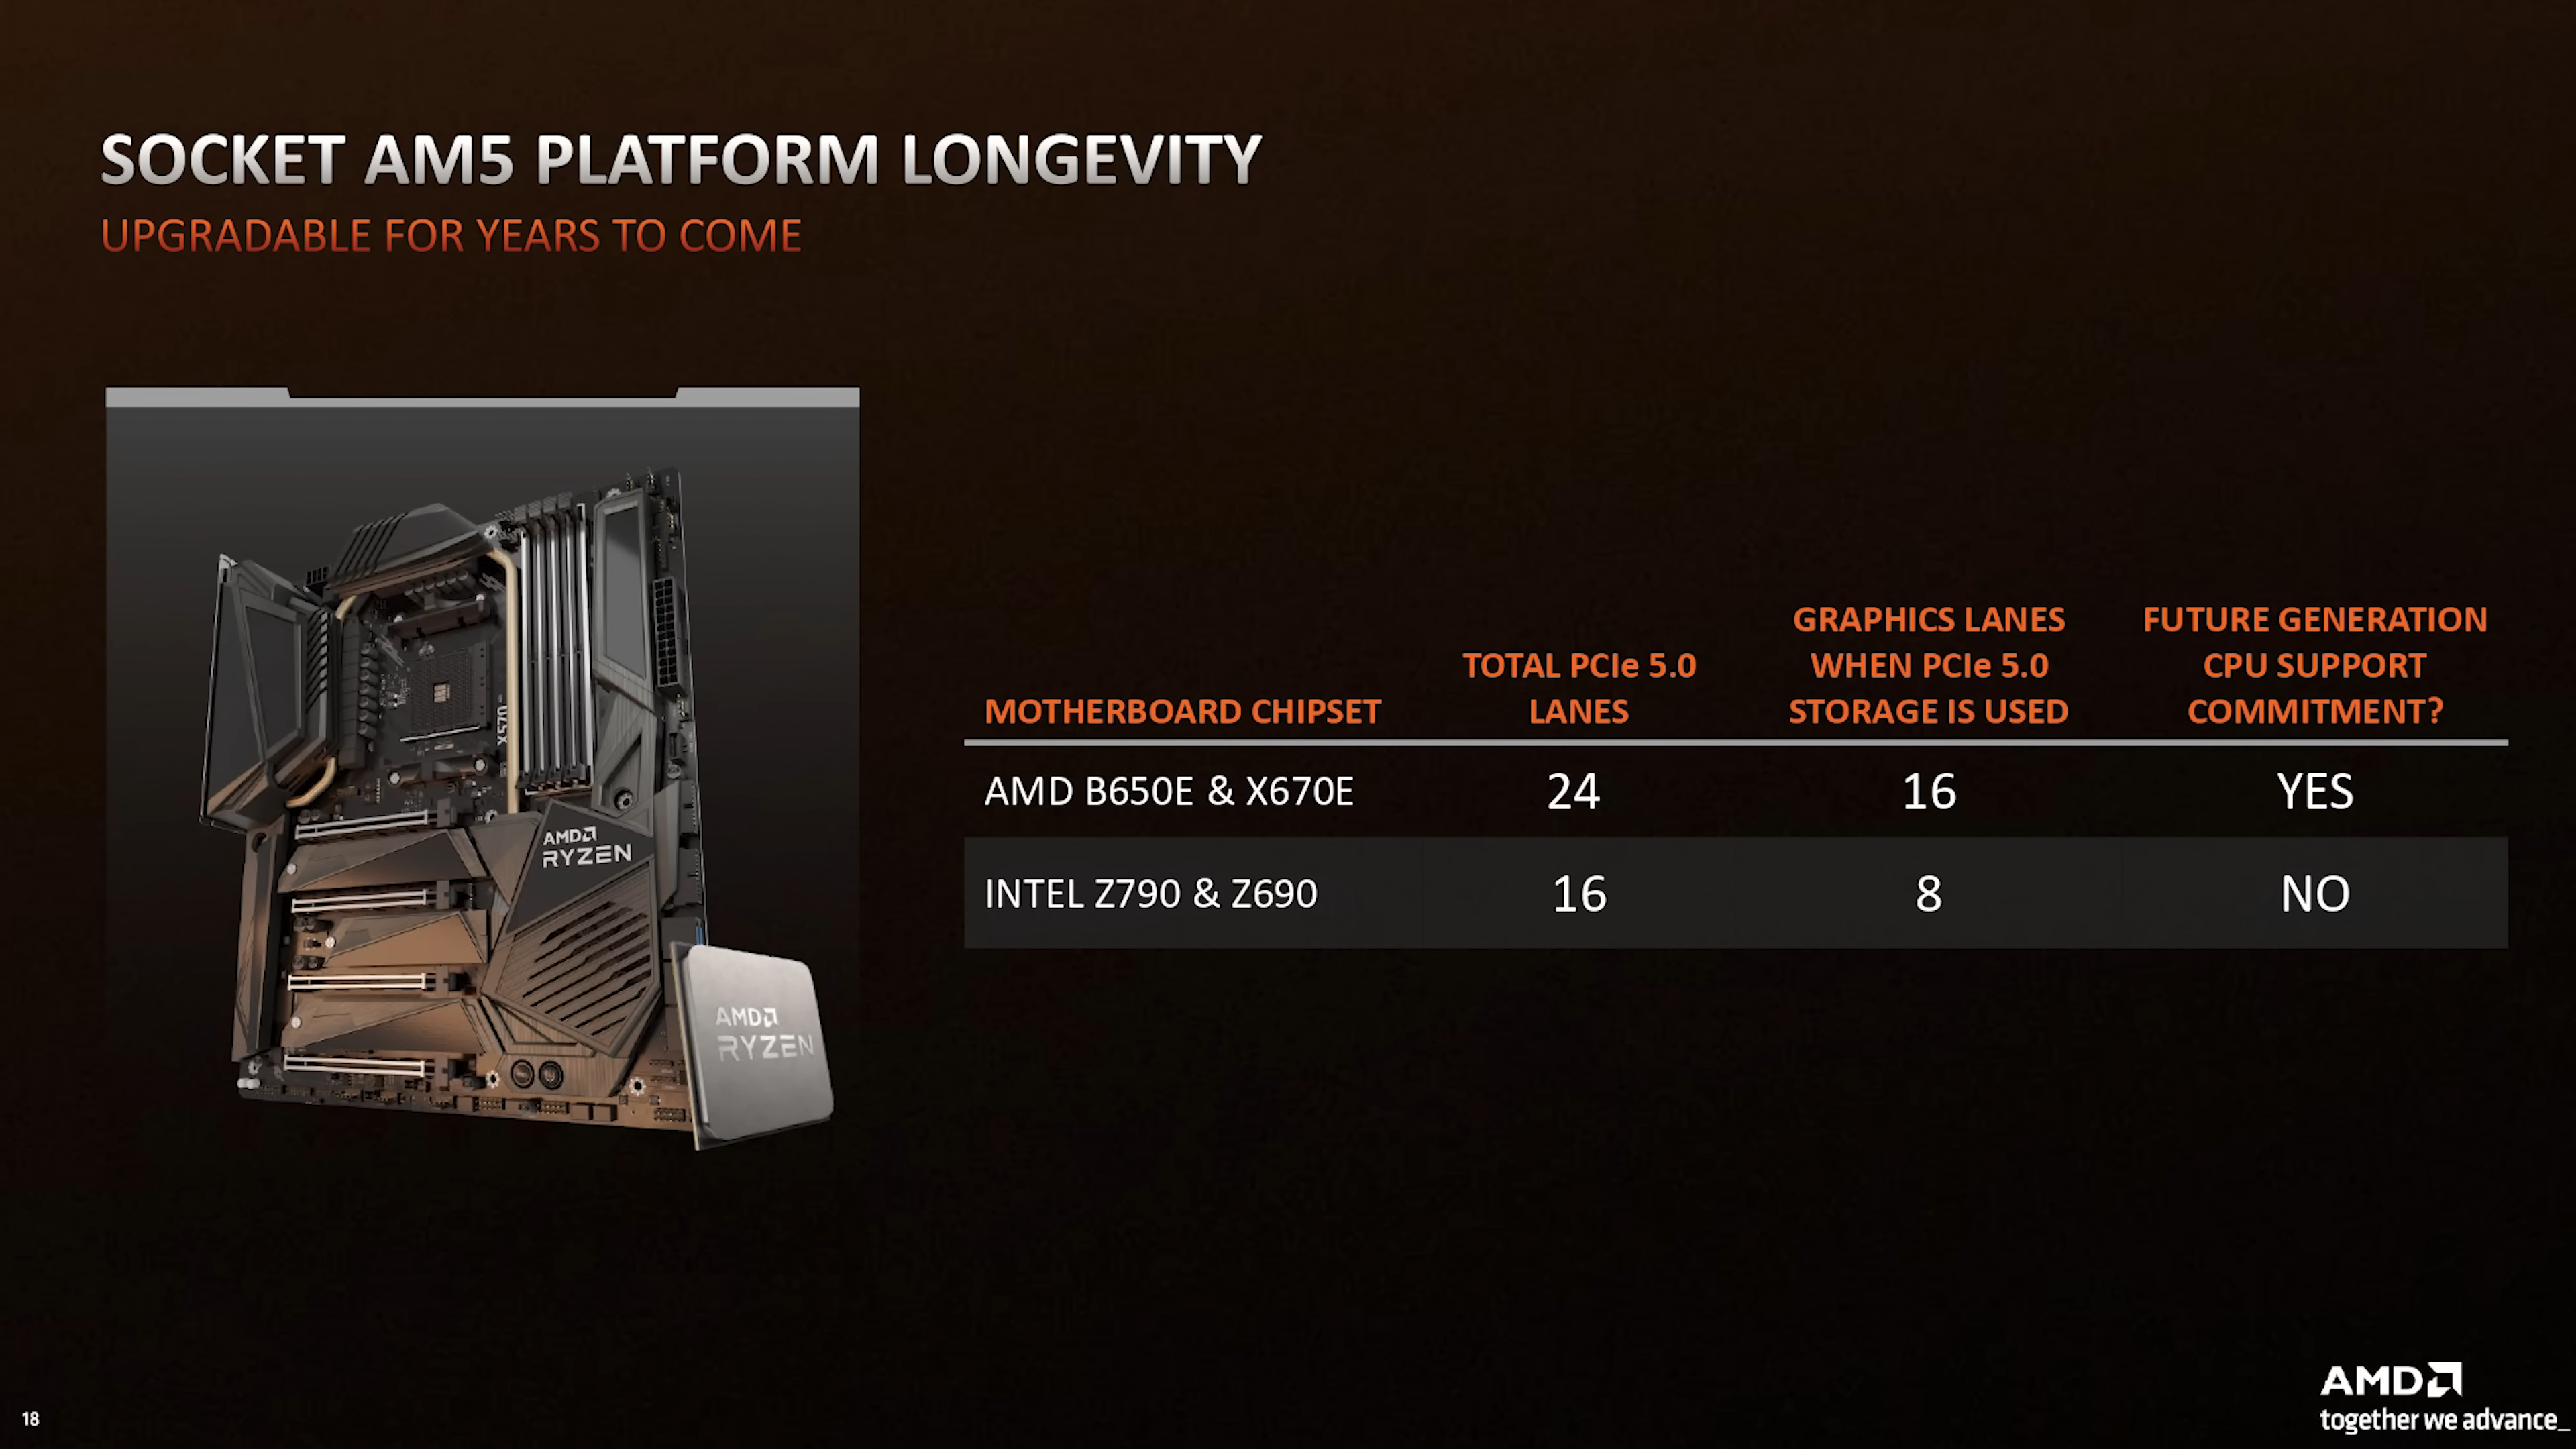 SOCKET AM5 PLATFORM LONGEVITY
UPGRADABLE FOR YEARS TO COME
X570
AMD
RYZEN
AMD
RYZEN
MOTHERBOARD CHIPSET
TOTAL PCIe 5.0
LANES
GRAPHICS LANES
WHEN PCIe 5.0
STORAGE IS USED
FUTURE GENERATION
CPU SUPPORT
COMMITMENT?
AMD B650E & X670E 24 16 YES
INTEL Z790 & Z690 16 8 NO
18
AMD
together we advance_